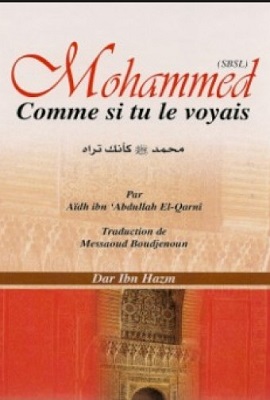 (SBSL)
Mohammed
Comme si tu le voyais
محمد ﷺ كأنك تراه
Par
Aïdh ibn ‘Abdullah El-Qarni
Traduction de
Messaoud Boudjenoun
Dar Ibn Hazm